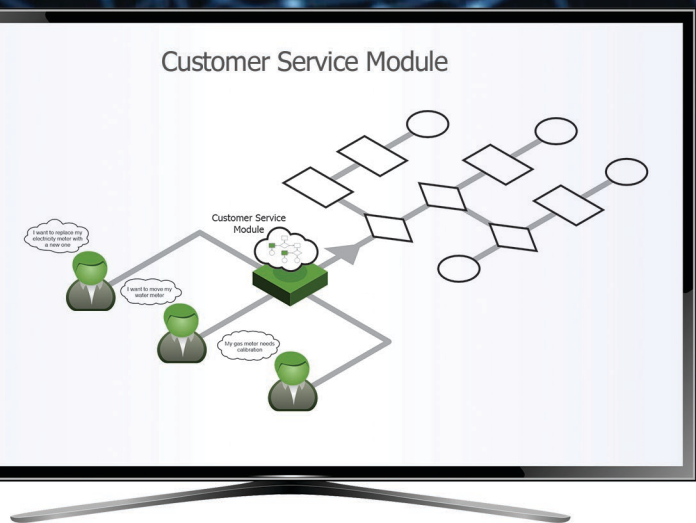 Customer Service Module
Customer Service
Module
I want to replace my
electricity meter with
a new one
I want to move my
water meter
My gas meter needs
calibration